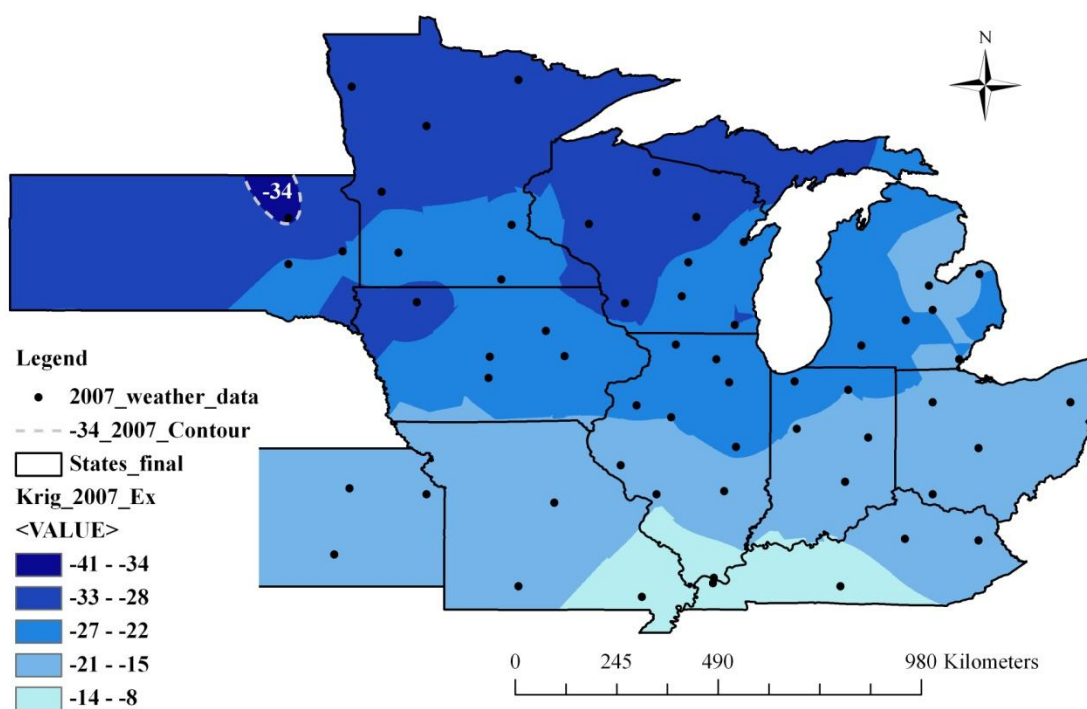 N
-34
Legend
2007_weather_data
-34_2007_Contour
States_final
Krig_2007_Ex
<VALUE>
-41 - -34
-33 - -28
-27 - -22
-21 - -15
-14 - -8
0 245 490 980 Kilometers